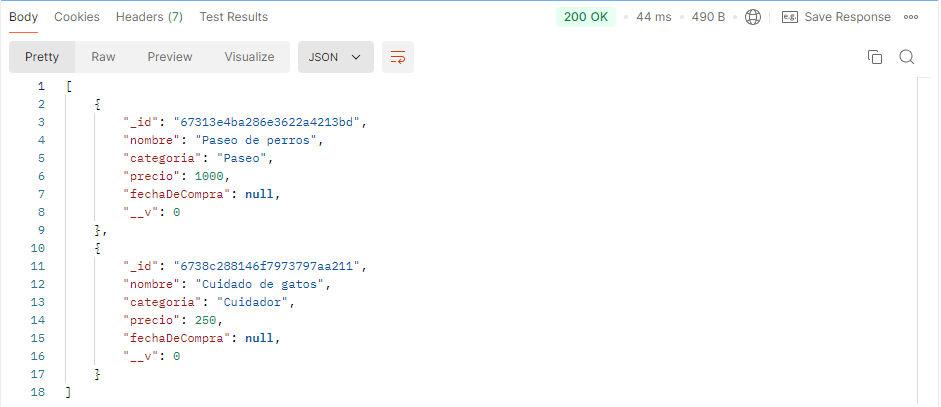 Body Cookies Headers (7) Test Results 200 OK • 44 ms • 490 B • e.g. Save Response
Pretty Raw Preview Visualize JSON
1 [
2 {
3 "_id": "67313e4ba286e3622a4213bd",
4 "nombre": "Paseo de perros",
5 "categoria": "Paseo",
6 "precio": 1000,
7 "fechaDeCompra": null,
8 "__v": 0
9 },
10 {
11 "_id": "6738c288146f7973797aa211",
12 "nombre": "Cuidado de gatos",
13 "categoria": "Cuidador",
14 "precio": 250,
15 "fechaDeCompra": null,
16 "__v": 0
17 }
18 ]